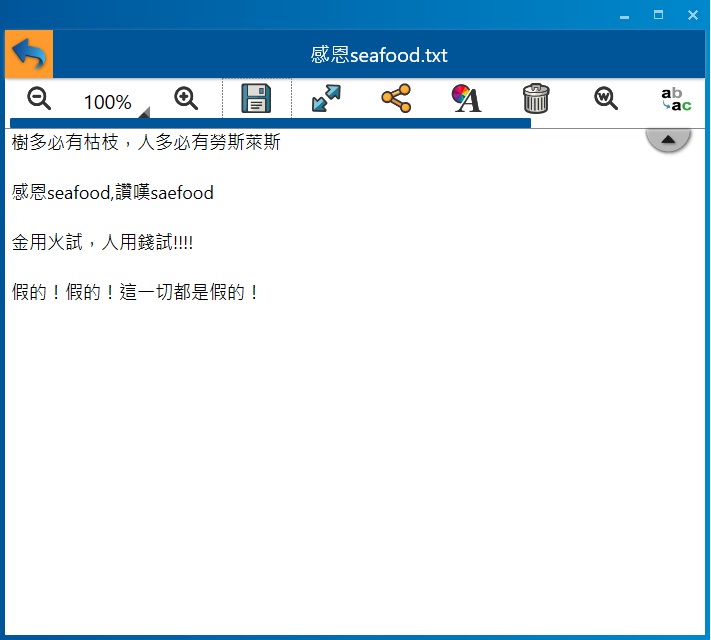 感恩seafood.txt
100%
W
ab
ac
樹多必有枯枝，人多必有勞斯萊斯
感恩seafood,讚嘆saefood
金用火試，人用錢試!!!!
假的！假的！這一切都是假的！